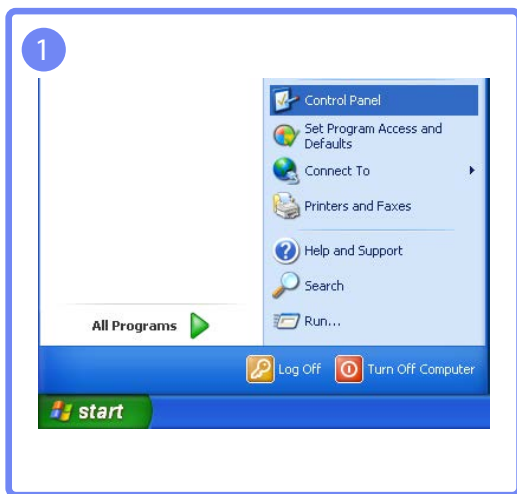 1
Control Panel
Set Program Access and
Defaults
Connect To
Printers and Faxes
Help and Support
Search
All Programs
Run...
Log Off
Turn Off Computer
start